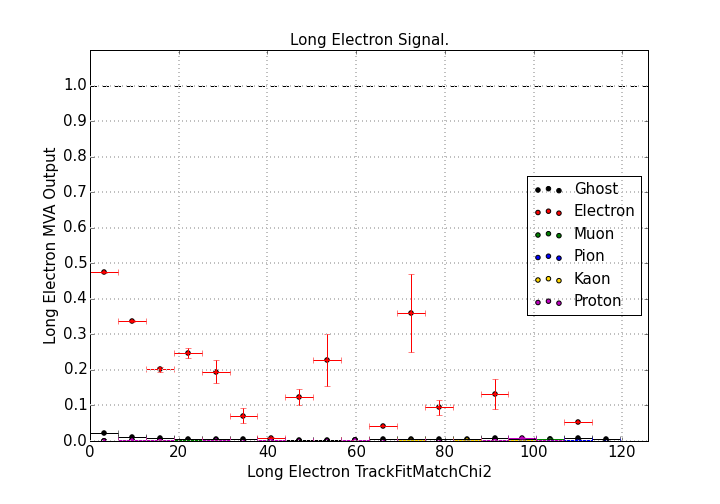 Long Electron Signal.
Long Electron MVA Output
1.0
0.9
0.8
0.7
0.6
0.5
0.4
0.3
0.2
0.1
0.0
Ghost
Electron
Muon
Pion
Kaon
Proton
0 20 40 60 80 100 120
Long Electron TrackFitMatchChi2